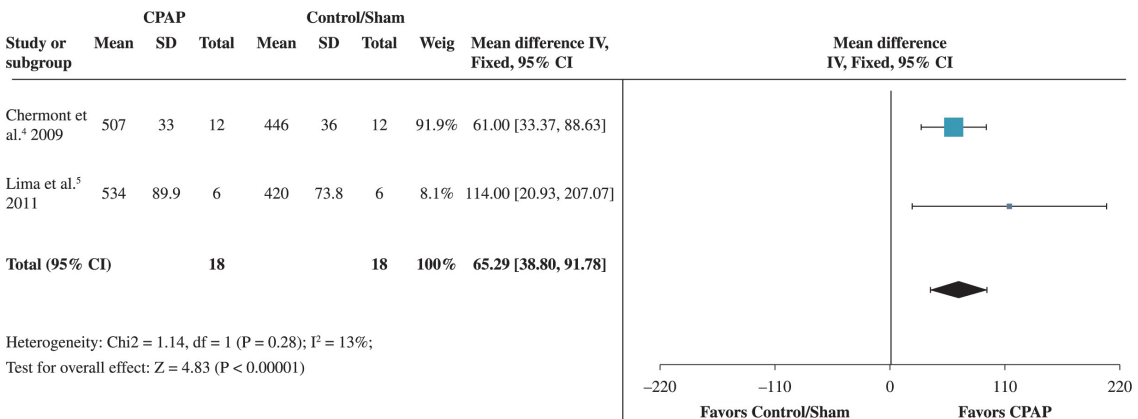 CPAP Control/Sham
Study or Mean SD Total Mean SD Total Weig Mean difference IV, Mean difference
subgroup Fixed, 95% CI IV, Fixed, 95% CI
Chermont et
al.⁴ 2009 507 33 12 446 36 12 91.9% 61.00 [33.37, 88.63]
Lima et al.⁵
2011 534 89.9 6 420 73.8 6 8.1% 114.00 [20.93, 207.07]
Total (95% CI) 18 18 100% 65.29 [38.80, 91.78]
Heterogeneity: Chi2 = 1.14, df = 1 (P = 0.28); I² = 13%;
Test for overall effect: Z = 4.83 (P < 0.00001)
−220 −110 0 110 220
Favors Control/Sham Favors CPAP